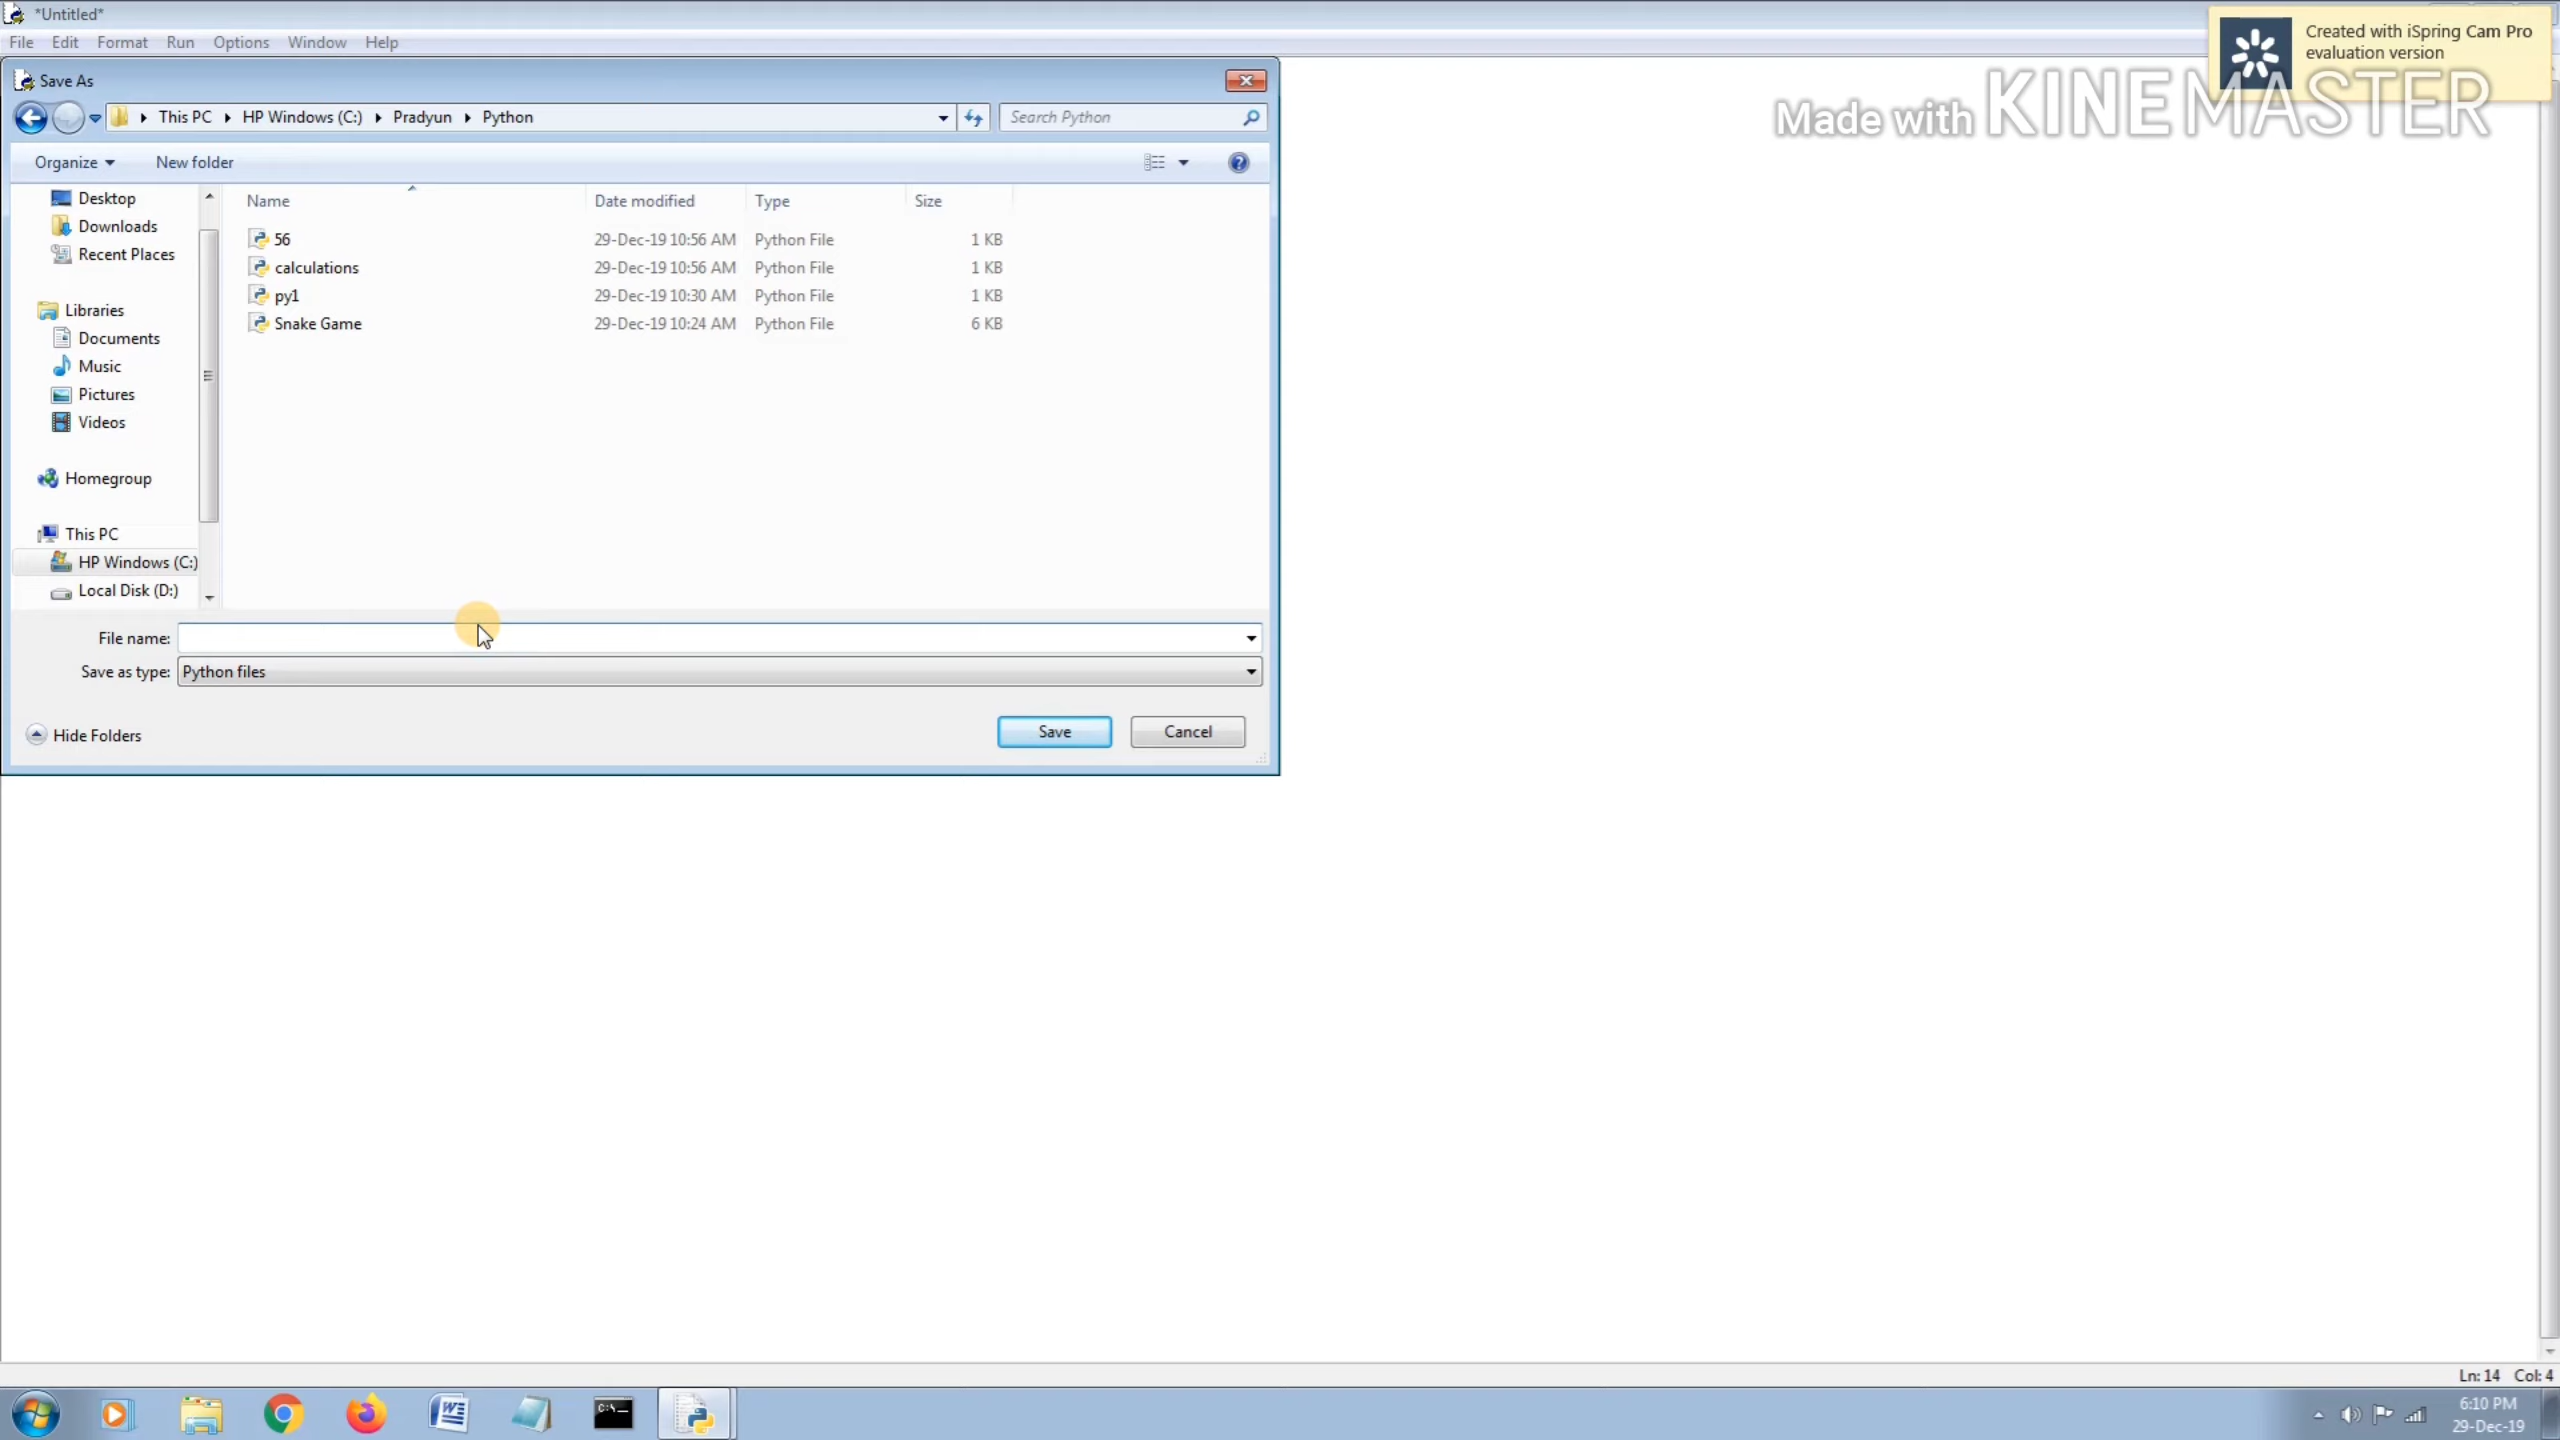 *Untitled*
File Edit Format Run Options Window Help
Created with iSpring Cam Pro
evaluation version
Made with KINEMASTER
Save As
This PC HP Windows (C:) Pradyun Python
Search Python
Organize New folder
Name Date modified Type Size
56 29-Dec-19 10:56 AM Python File 1 KB
calculations 29-Dec-19 10:56 AM Python File 1 KB
py1 29-Dec-19 10:30 AM Python File 1 KB
Snake Game 29-Dec-19 10:24 AM Python File 6 KB
Desktop
Downloads
Recent Places
Libraries
Documents
Music
Pictures
Videos
Homegroup
This PC
HP Windows (C:)
Local Disk (D:)
File name:
Save as type: Python files
Hide Folders
Save Cancel
Ln: 14 Col: 4
C:\_
6:10 PM
29-Dec-19